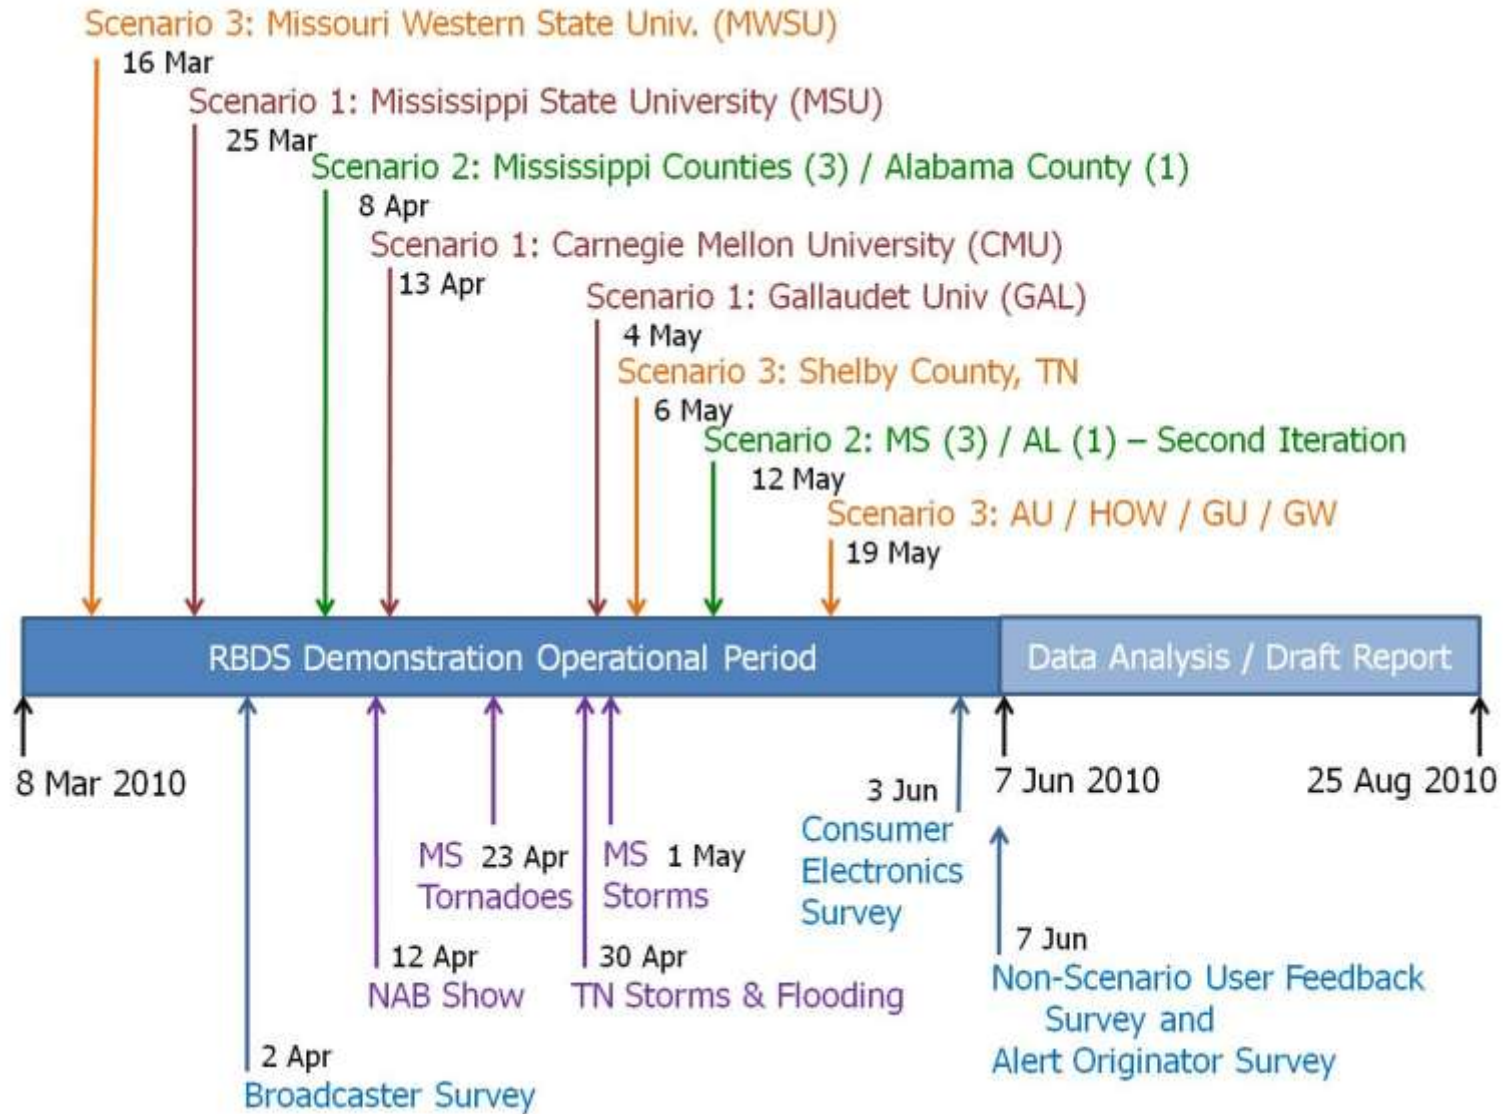 Scenario 3: Missouri Western State Univ. (MWSU)
16 Mar
Scenario 1: Mississippi State University (MSU)
25 Mar
Scenario 2: Mississippi Counties (3) / Alabama County (1)
8 Apr
Scenario 1: Carnegie Mellon University (CMU)
13 Apr
Scenario 1: Gallaudet Univ (GAL)
4 May
Scenario 3: Shelby County, TN
6 May
Scenario 2: MS (3) / AL (1) – Second Iteration
12 May
Scenario 3: AU / HOW / GU / GW
19 May
RBDS Demonstration Operational Period
Data Analysis / Draft Report
8 Mar 2010
7 Jun 2010
25 Aug 2010
3 Jun
Consumer
Electronics
Survey
MS 23 Apr
Tornadoes
MS 1 May
Storms
12 Apr
NAB Show
30 Apr
TN Storms & Flooding
7 Jun
Non-Scenario User Feedback
Survey and
Alert Originator Survey
2 Apr
Broadcaster Survey